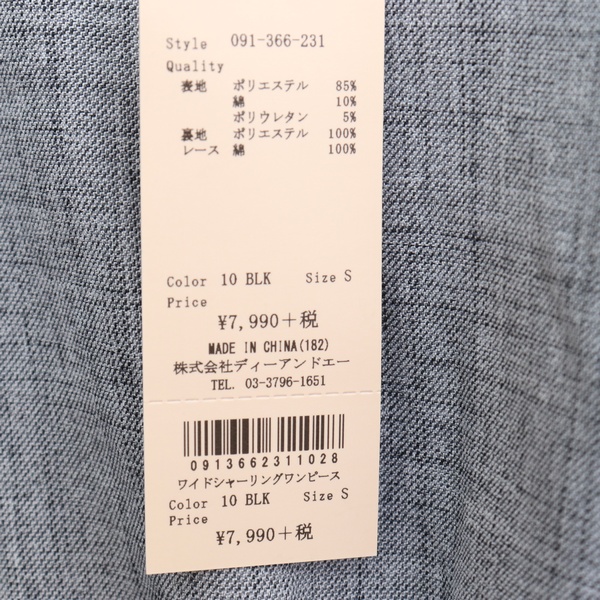 Style 091-366-231
Quality
表地 ポリエステル 85%
綿 10%
ポリウレタン 5%
裏地 ポリエステル 100%
レース 綿 100%
Color 10 BLK Size S
Price
¥7,990+税
MADE IN CHINA(182)
株式会社ディーアンドエー
TEL. 03-3796-1651
0913662311028
ワイドシャーリングワンピース
Color 10 BLK Size S
Price
¥7,990+税